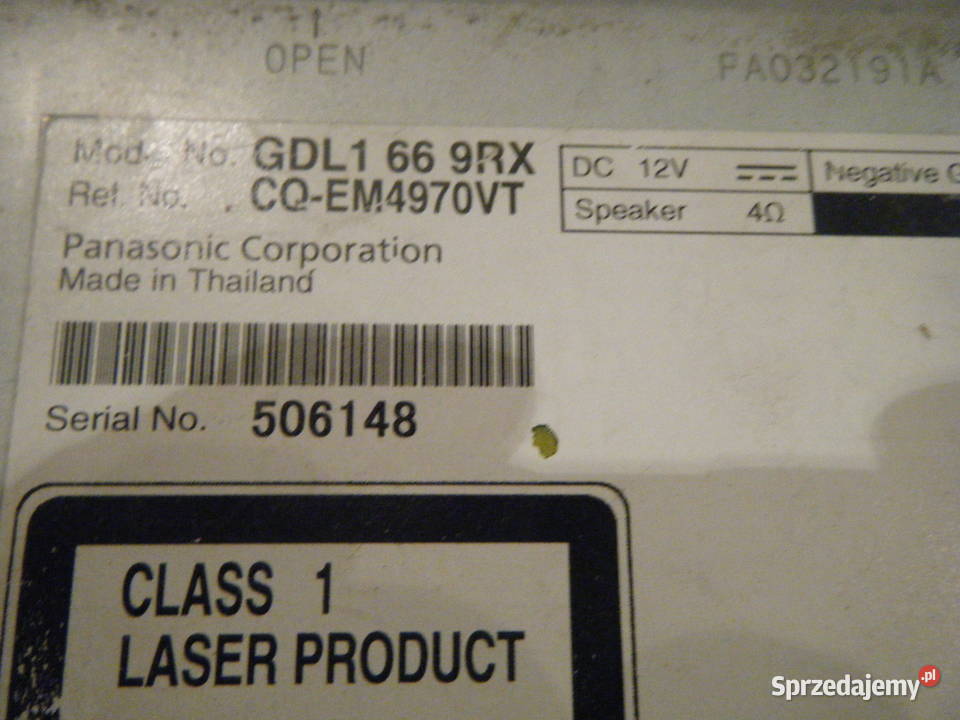 OPEN PA032191A
Model No. GDL1 66 9RX
Ref. No. CQ-EM4970VT
DC 12V Negative
Speaker 4Ω
Panasonic Corporation
Made in Thailand
Serial No. 506148
CLASS 1
LASER PRODUCT
Sprzedajemy.pl